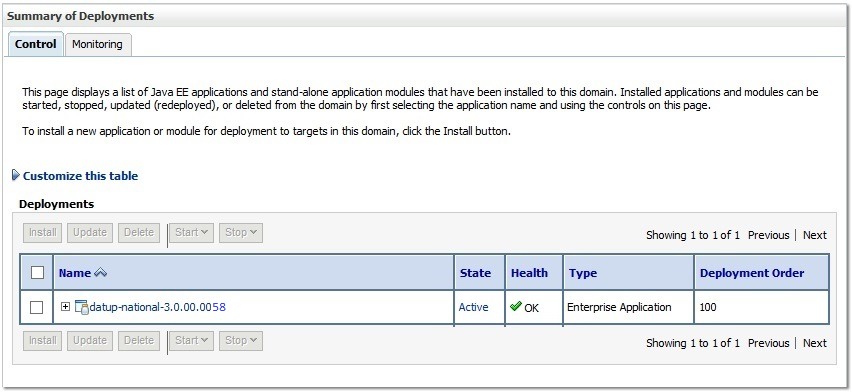 Summary of Deployments
Control Monitoring
This page displays a list of Java EE applications and stand-alone application modules that have been installed to this domain. Installed applications and modules can be
started, stopped, updated (redeployed), or deleted from the domain by first selecting the application name and using the controls on this page.
To install a new application or module for deployment to targets in this domain, click the Install button.
Customize this table
Deployments
Install Update Delete Start Stop Showing 1 to 1 of 1 Previous | Next
Name State Health Type Deployment Order
datup-national-3.0.00.0058 Active OK Enterprise Application 100
Install Update Delete Start Stop Showing 1 to 1 of 1 Previous | Next